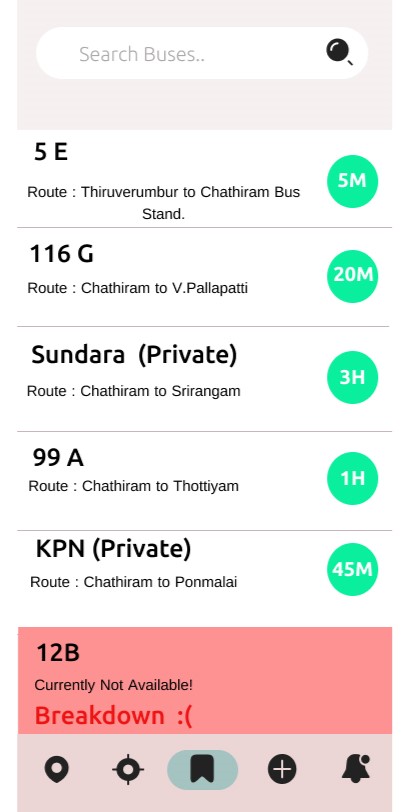 Search Buses..
5 E
Route : Thiruverumbur to Chathiram Bus
Stand.
5M
116 G
Route : Chathiram to V.Pallapatti
20M
Sundara (Private)
Route : Chathiram to Srirangam
3H
99 A
Route : Chathiram to Thottiyam
1H
KPN (Private)
Route : Chathiram to Ponmalai
45M
12B
Currently Not Available!
Breakdown :(